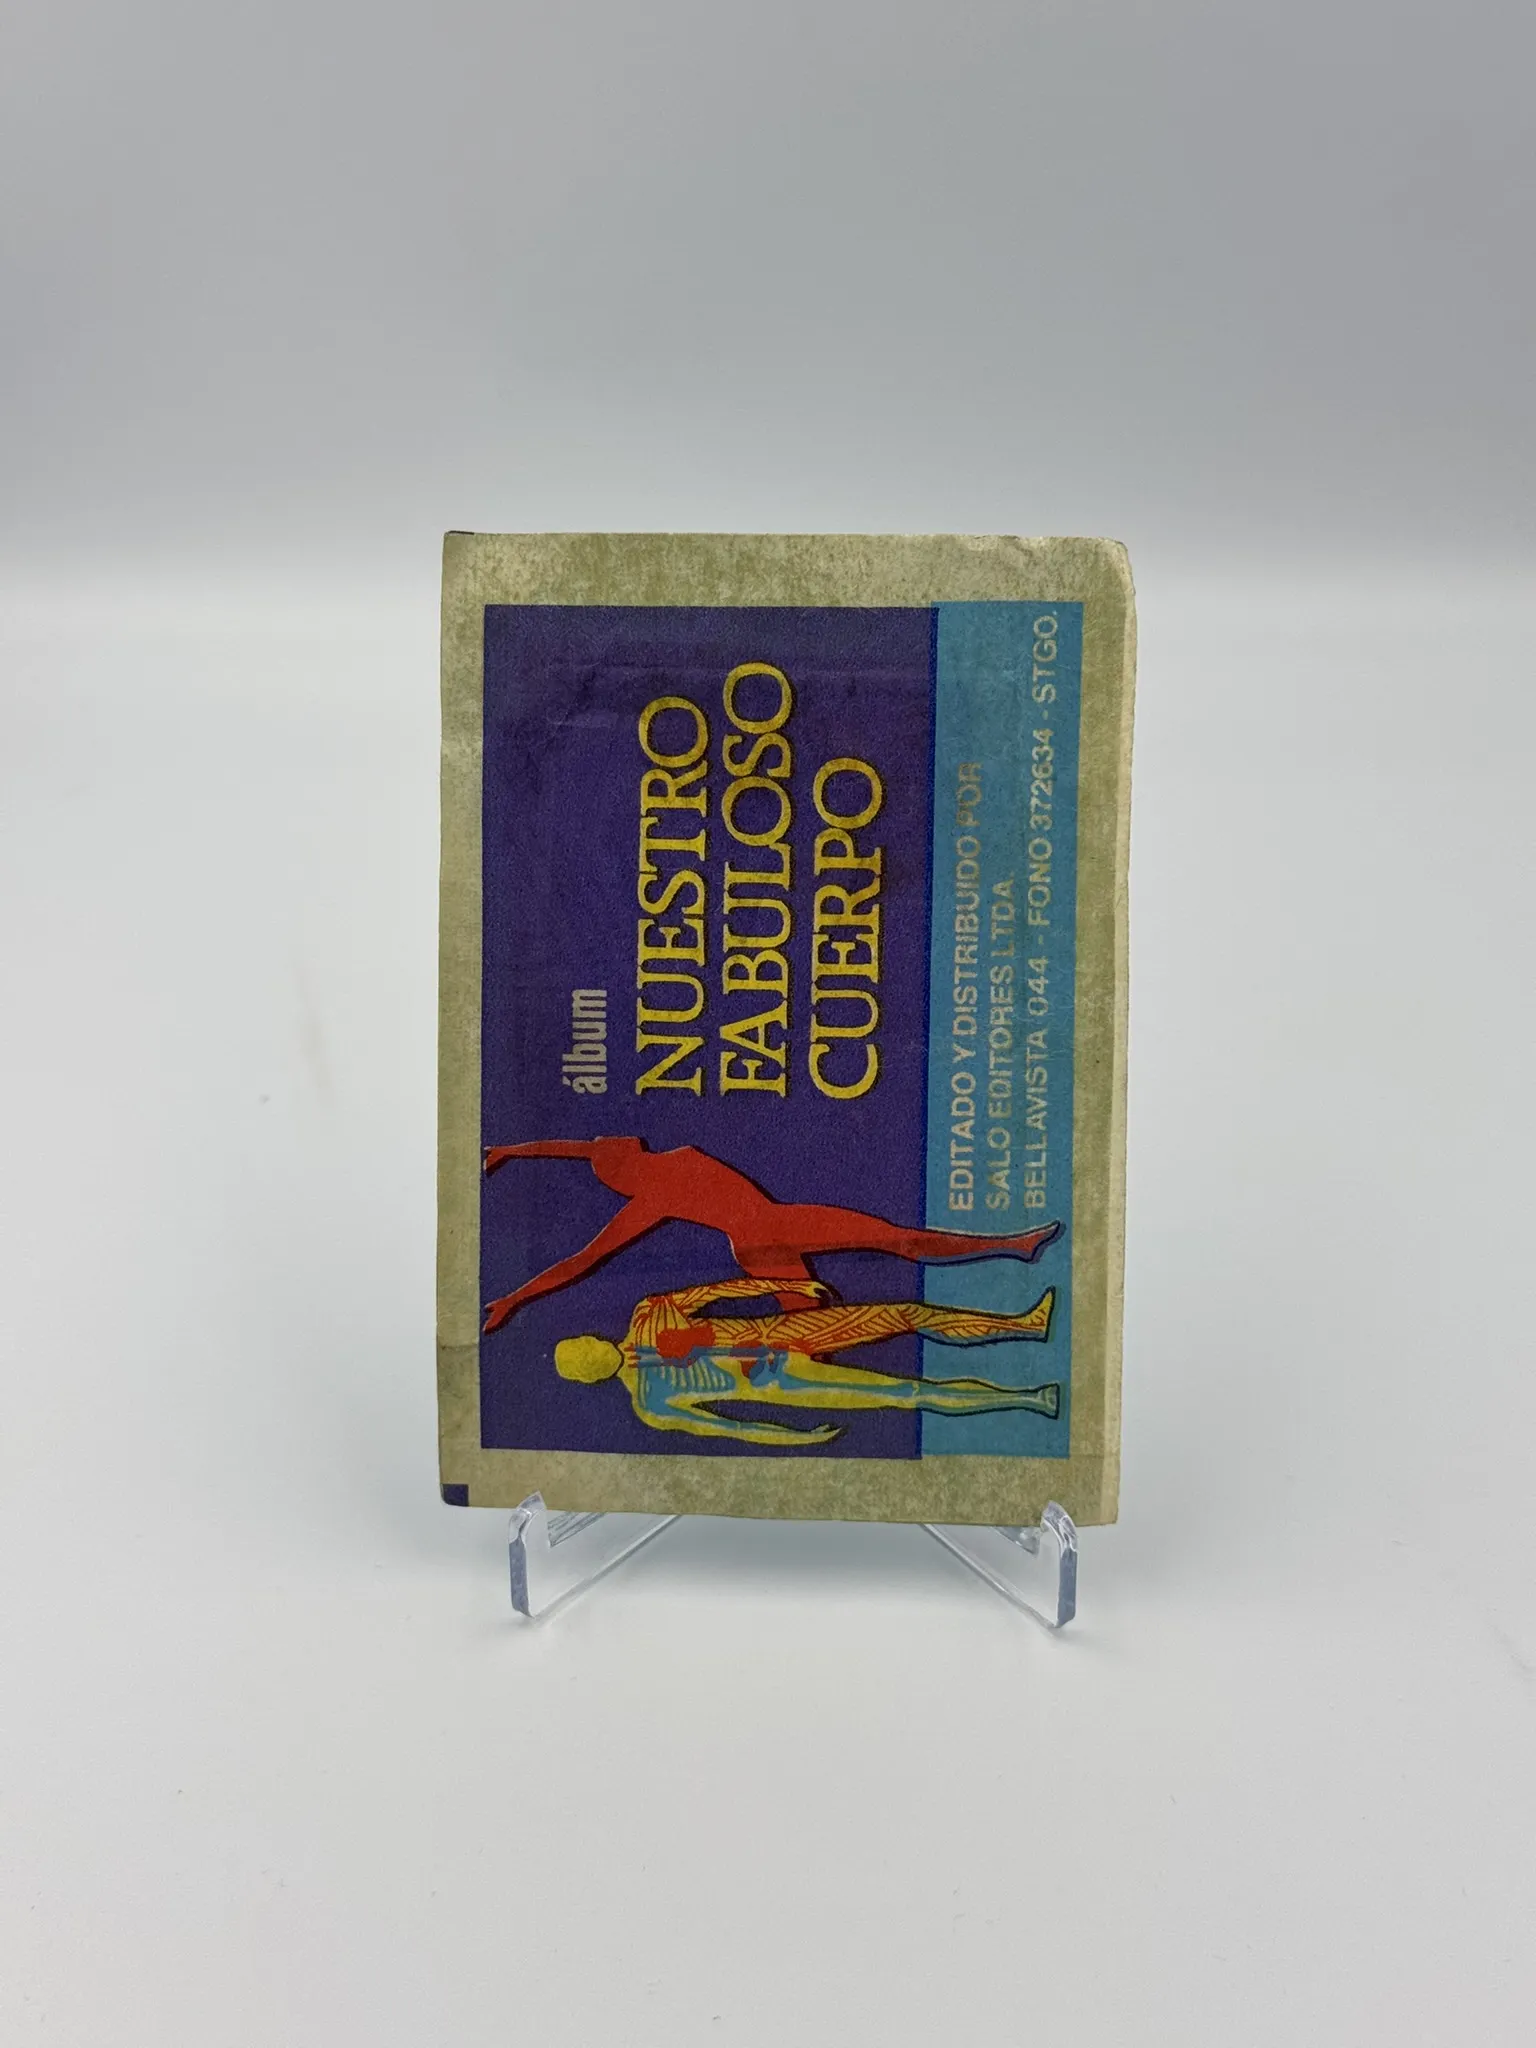 álbum
NUESTRO
FABULOSO
CUERPO
EDITADO Y DISTRIBUIDO POR
SALO EDITORES LTDA.
BELLAVISTA 044 - FONO 372634 - STGO.